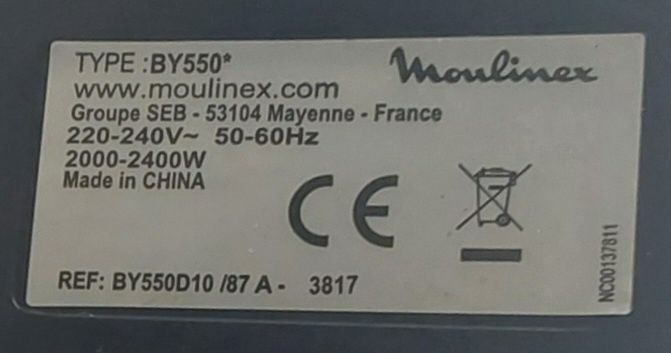 TYPE :BY550*
Moulinex
www.moulinex.com
Groupe SEB - 53104 Mayenne - France
220-240V~ 50-60Hz
2000-2400W
Made in CHINA
CE
REF: BY550D10 /87 A - 3817
NC00137811